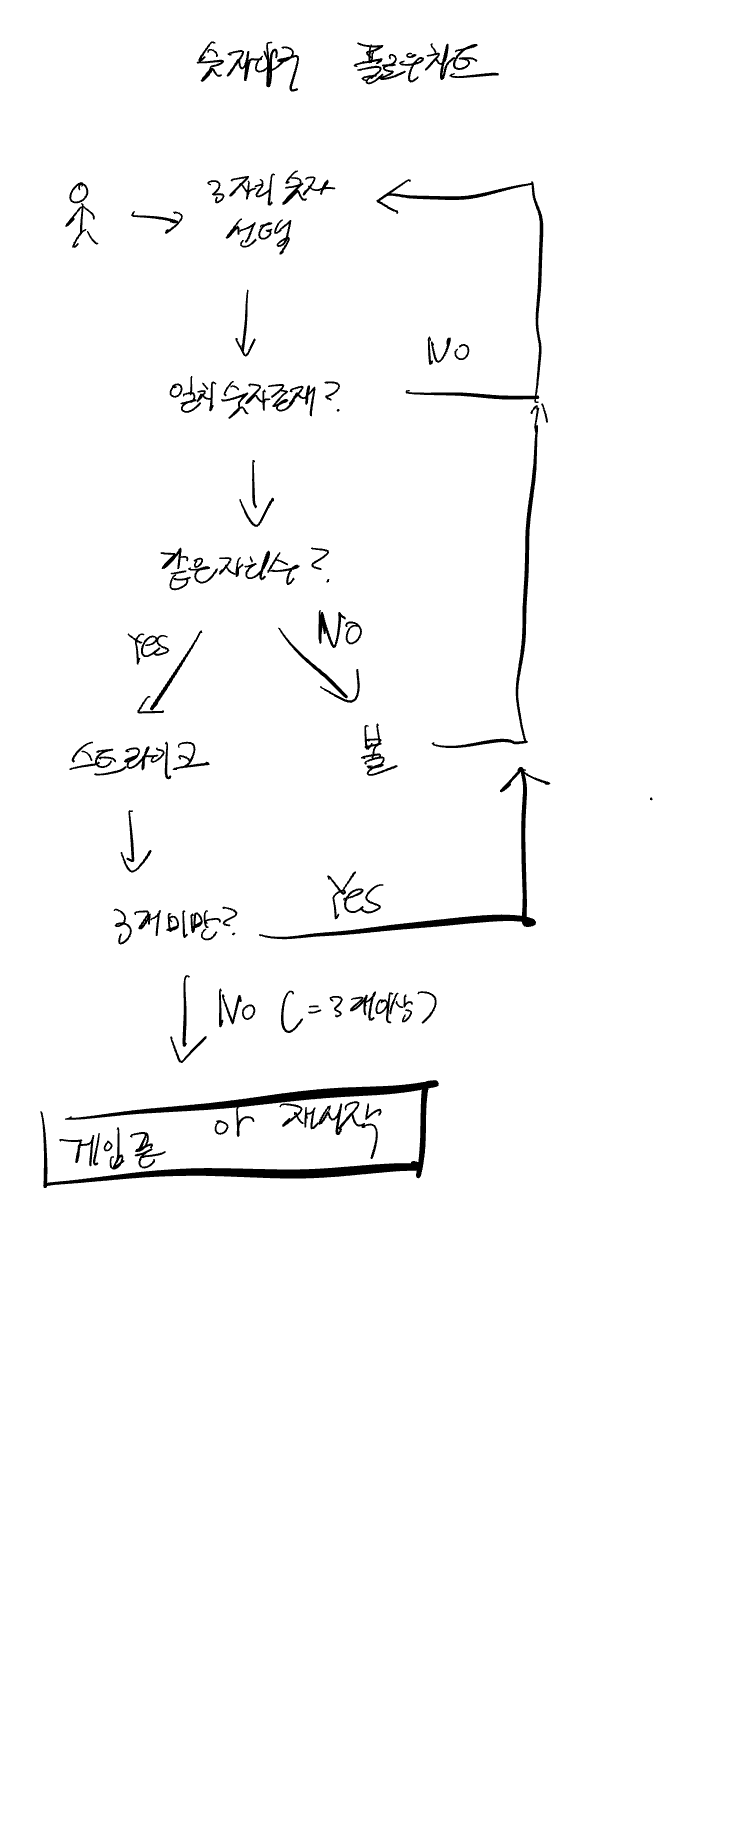 숫자야구 플로우차트
3자리 숫자
선택
No
일치 숫자존재?
같은자리수?
Yes
No
스트라이크
볼
3개미만?
Yes
No (=3개이상)
게임끝 or 재시작